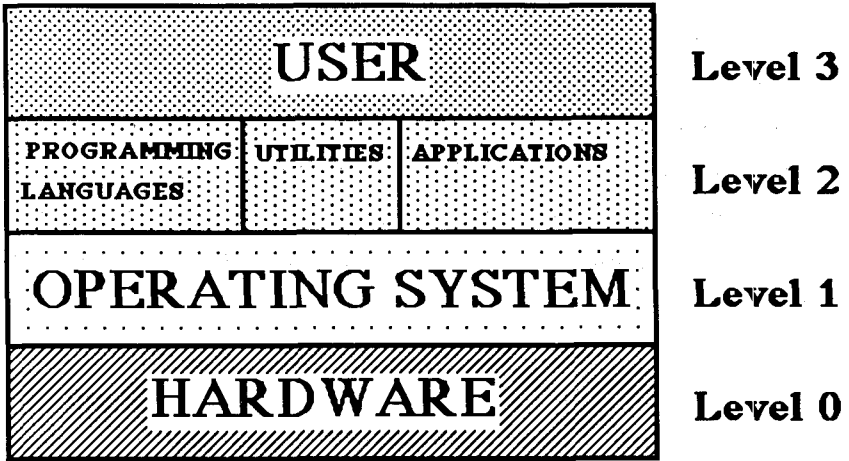 USER
Level 3
PROGRAMMING LANGUAGES
UTILITIES
APPLICATIONS
Level 2
OPERATING SYSTEM
Level 1
HARDWARE
Level 0